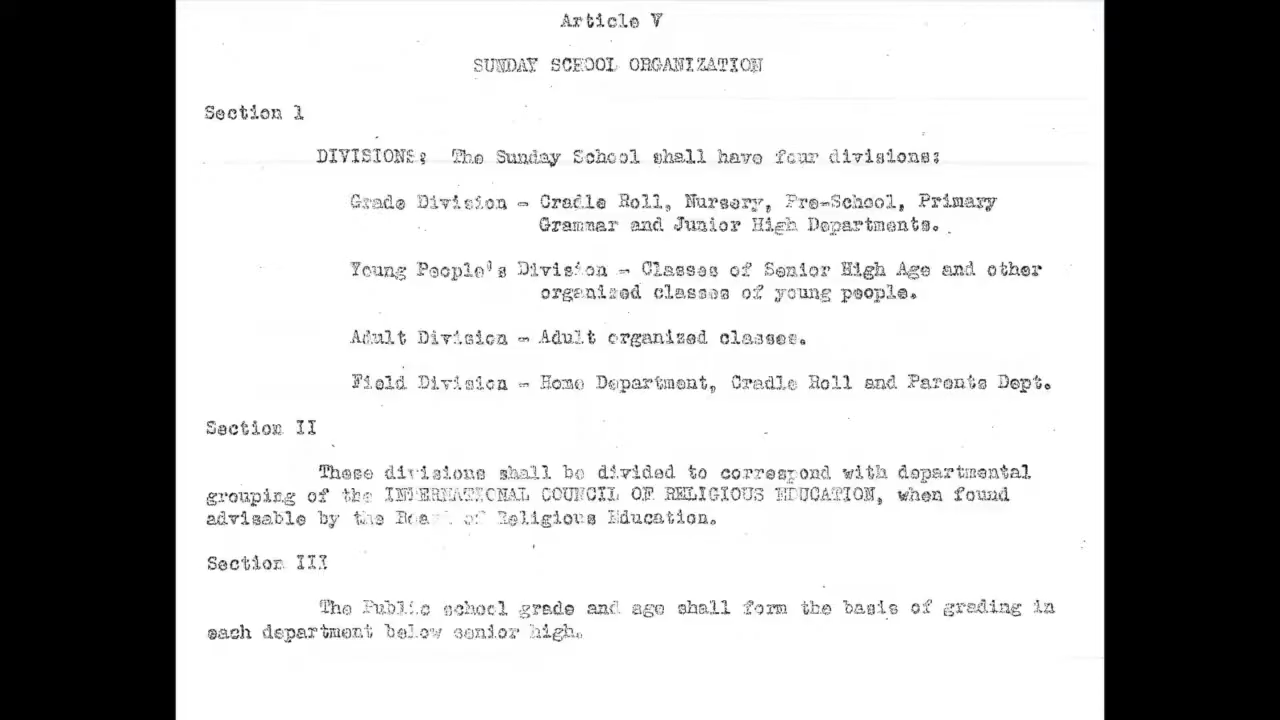 Article V
SUNDAY SCHOOL ORGANIZATION
Section 1
DIVISIONS: The Sunday School shall have four divisions:
Grade Division - Cradle Roll, Nursery, Pre-School, Primary
Grammar and Junior High Departments.
Young People's Division - Classes of Senior High Age and other
organized classes of young people.
Adult Division - Adult organized classes.
Field Division - Home Department, Cradle Roll and Parents Dept.
Section II
These divisions shall be divided to correspond with departmental
grouping of the INTERNATIONAL COUNCIL OF RELIGIOUS EDUCATION, when found
advisable by the Board of Religious Education.
Section III
The Public school grade and age shall form the basis of grading in
each department below senior high.